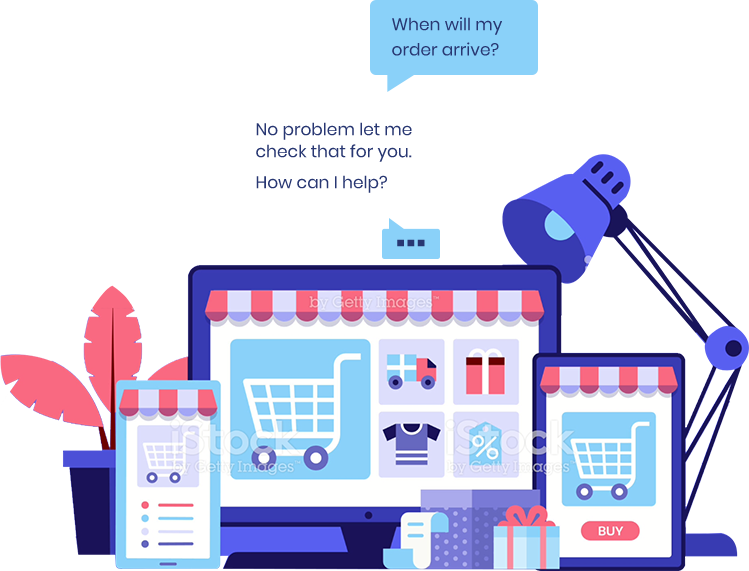 When will my
order arrive?
No problem let me
check that for you.
How can I help?
by Getty Images™
iStock
by Getty Images
iStock
by Getty Images
%
BUY